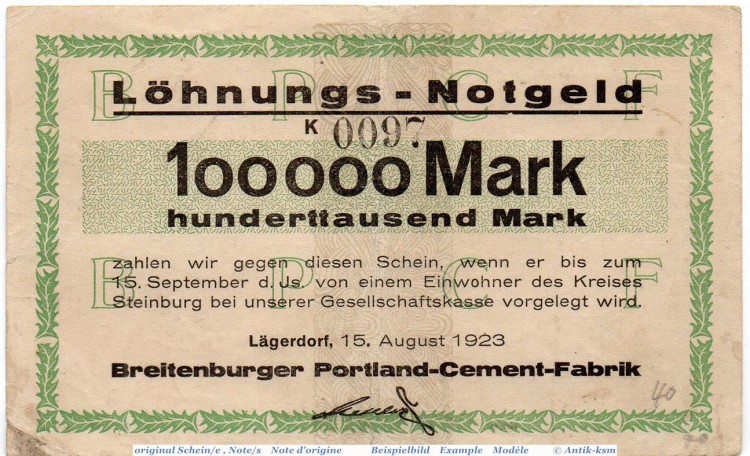 B P C F
Löhnungs-Notgeld
K 0097
100000 Mark
hunderttausend Mark
zahlen wir gegen diesen Schein, wenn er bis zum
15. September d. Js. von einem Einwohner des Kreises
Steinburg bei unserer Gesellschaftskasse vorgelegt wird.
B P C F
Lägerdorf, 15. August 1923
Breitenburger Portland-Cement-Fabrik
40
original Schein/e , Note/s Note d'origine Beispielbild Example Modéle © Antik-ksm